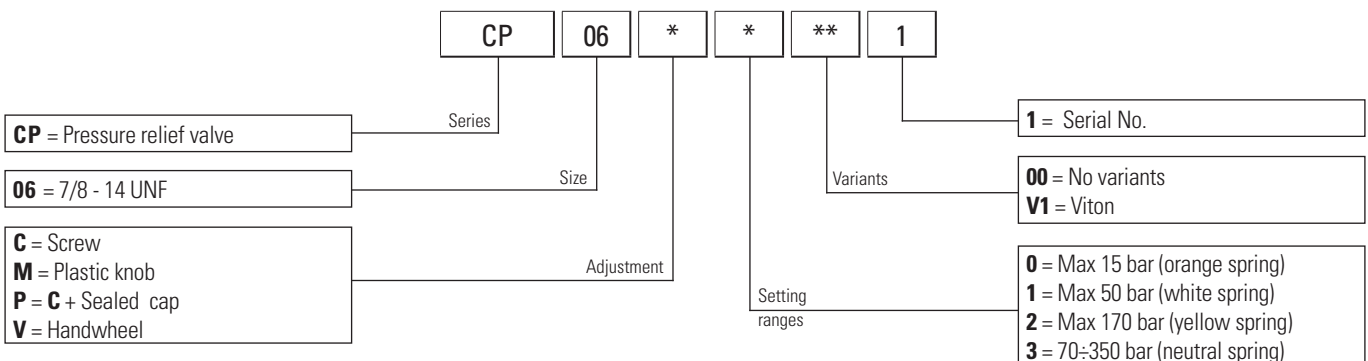 CP 06 * * ** 1
CP = Pressure relief valve
Series
1 = Serial No.
06 = 7/8 - 14 UNF
Size
Variants
00 = No variants
V1 = Viton
C = Screw
M = Plastic knob
P = C + Sealed cap
V = Handwheel
Adjustment
Setting
ranges
0 = Max 15 bar (orange spring)
1 = Max 50 bar (white spring)
2 = Max 170 bar (yellow spring)
3 = 70÷350 bar (neutral spring)